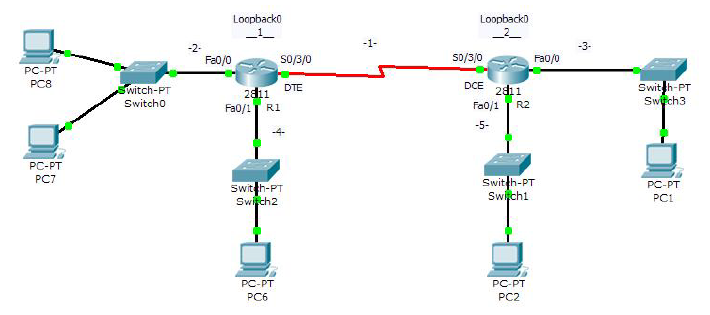 Loopback0
__1__
Loopback0
__2__
-1-
-2-
-3-
Fa0/0
S0/3/0
S0/3/0
Fa0/0
PC-PT
PC8
Switch-PT
Switch0
DTE
DCE
2811
R1
Fa0/1
2811
R2
Fa0/1
Switch-PT
Switch3
-4-
-5-
PC-PT
PC7
Switch-PT
Switch2
Switch-PT
Switch1
PC-PT
PC1
PC-PT
PC6
PC-PT
PC2